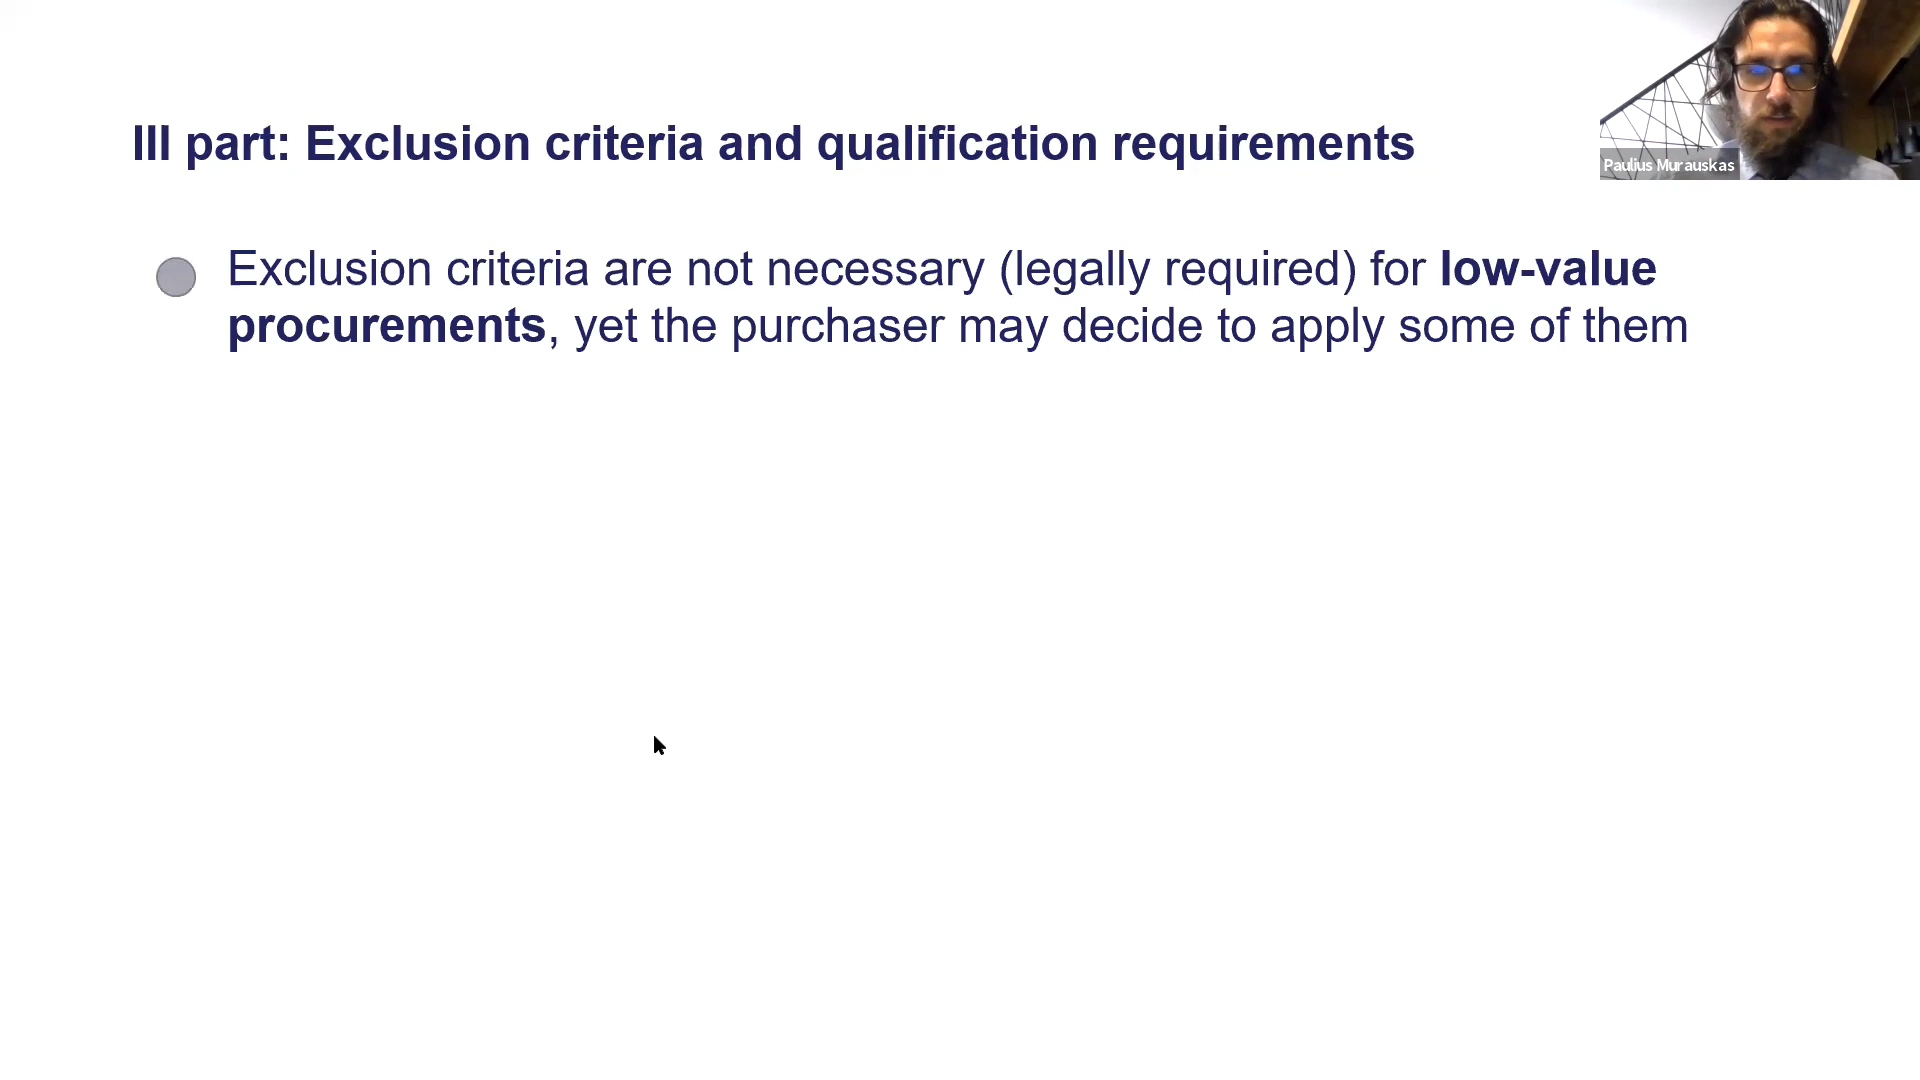 III part: Exclusion criteria and qualification requirements
Paulius Murauskas
Exclusion criteria are not necessary (legally required) for low-value
procurements, yet the purchaser may decide to apply some of them